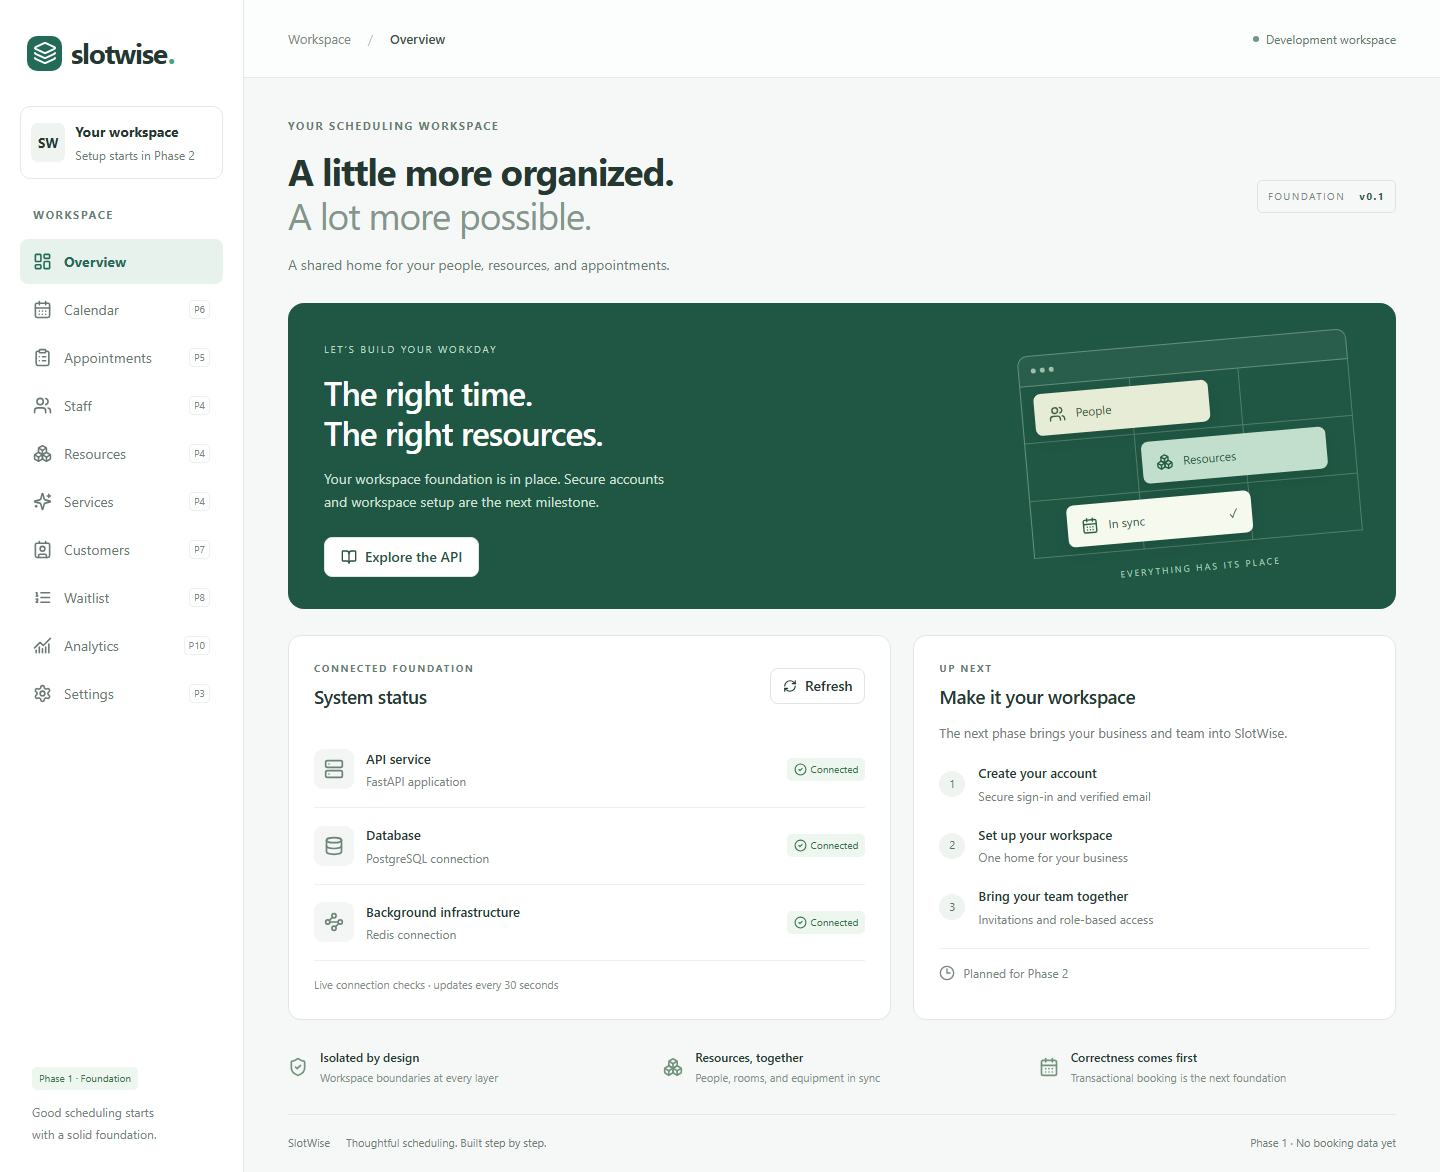 slotwise.
SW
Your workspace
Setup starts in Phase 2
WORKSPACE
Overview
Calendar P6
Appointments P5
Staff P4
Resources P4
Services P4
Customers P7
Waitlist P8
Analytics P10
Settings P3
Phase 1 · Foundation
Good scheduling starts
with a solid foundation.
Workspace / Overview
Development workspace
YOUR SCHEDULING WORKSPACE
A little more organized.
A lot more possible.
A shared home for your people, resources, and appointments.
FOUNDATION v0.1
LET'S BUILD YOUR WORKDAY
The right time.
The right resources.
Your workspace foundation is in place. Secure accounts
and workspace setup are the next milestone.
Explore the API
People
Resources
In sync ✓
EVERYTHING HAS ITS PLACE
CONNECTED FOUNDATION
System status
Refresh
API service
FastAPI application
Connected
Database
PostgreSQL connection
Connected
Background infrastructure
Redis connection
Connected
Live connection checks · updates every 30 seconds
UP NEXT
Make it your workspace
The next phase brings your business and team into SlotWise.
1
Create your account
Secure sign-in and verified email
2
Set up your workspace
One home for your business
3
Bring your team together
Invitations and role-based access
Planned for Phase 2
Isolated by design
Workspace boundaries at every layer
Resources, together
People, rooms, and equipment in sync
Correctness comes first
Transactional booking is the next foundation
SlotWise Thoughtful scheduling. Built step by step.
Phase 1 · No booking data yet